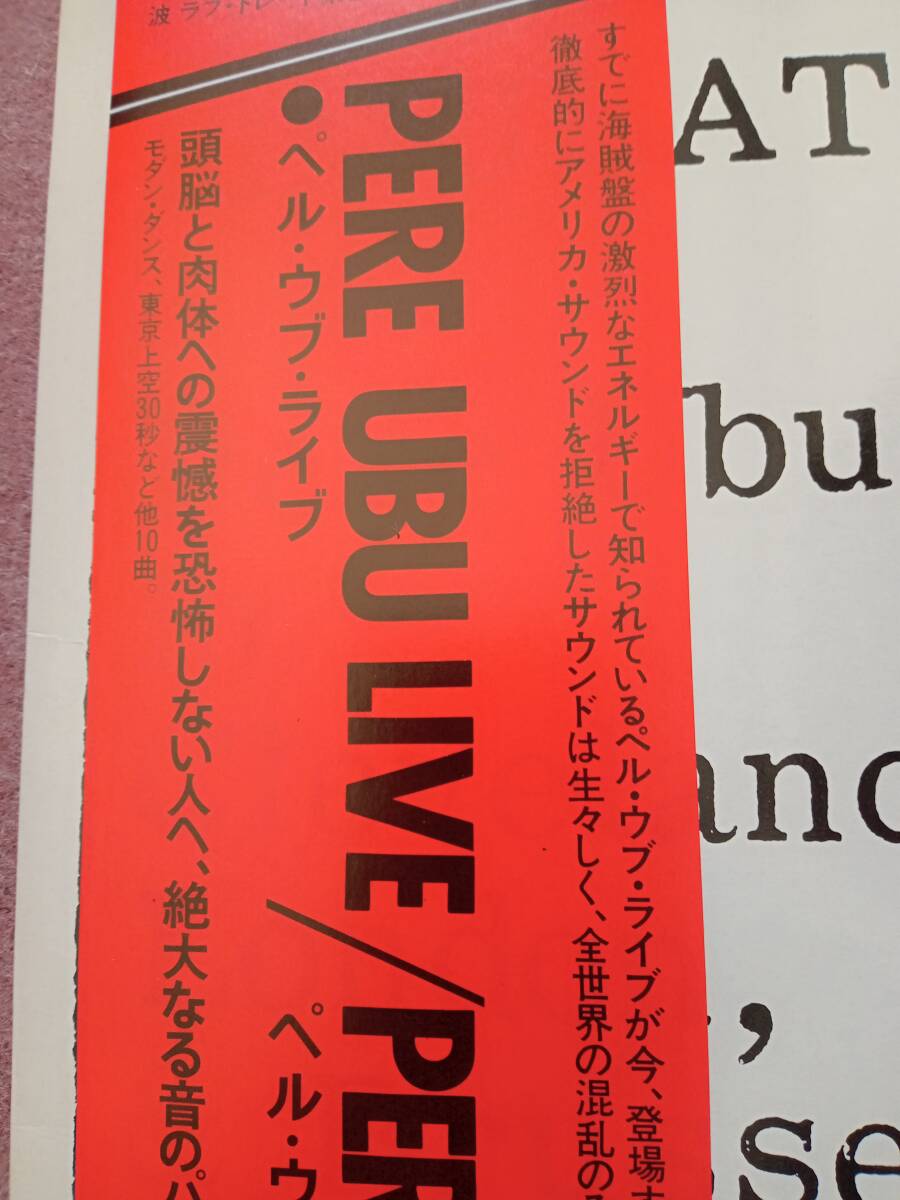 波 ラフ・トレード
すでに海賊盤の激烈なエネルギーで知られているペル・ウブ・ライブが今、登場
徹底的にアメリカ・サウンドを拒絶したサウンドは生々しく、全世界の混乱の
PERE UBU LIVE/PER
●ペル・ウブ・ライブ/ペル・ウ
頭脳と肉体への震憾を恐怖しない人へ、絶大なる音のパ
モダン・ダンス、東京上空30秒など他10曲。
AT
bu
and
,
se